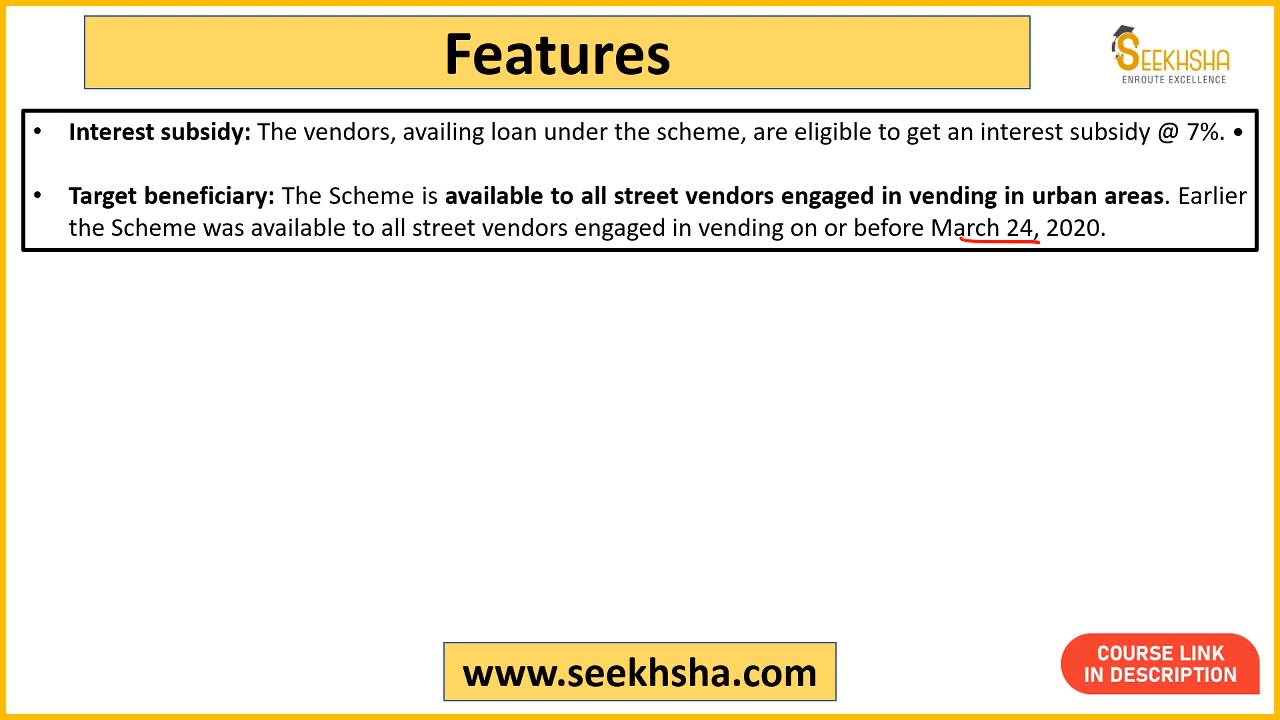 Features
SEEKHSHA
ENROUTE EXCELLENCE
• Interest subsidy: The vendors, availing loan under the scheme, are eligible to get an interest subsidy @ 7%. •
• Target beneficiary: The Scheme is available to all street vendors engaged in vending in urban areas. Earlier
the Scheme was available to all street vendors engaged in vending on or before March 24, 2020.
www.seekhsha.com
COURSE LINK
IN DESCRIPTION